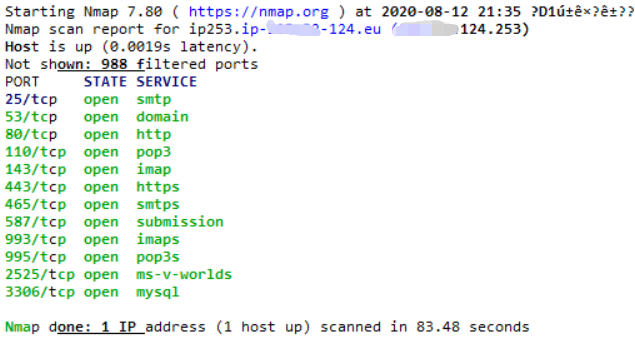 Starting Nmap 7.80 ( https://nmap.org ) at 2020-08-12 21:35 ?D1ú±ê×?ê±??
Nmap scan report for ip253.ip- -124.eu ( 124.253)
Host is up (0.0019s latency).
Not shown: 988 filtered ports
PORT STATE SERVICE
25/tcp open smtp
53/tcp open domain
80/tcp open http
110/tcp open pop3
143/tcp open imap
443/tcp open https
465/tcp open smtps
587/tcp open submission
993/tcp open imaps
995/tcp open pop3s
2525/tcp open ms-v-worlds
3306/tcp open mysql
Nmap done: 1 IP address (1 host up) scanned in 83.48 seconds